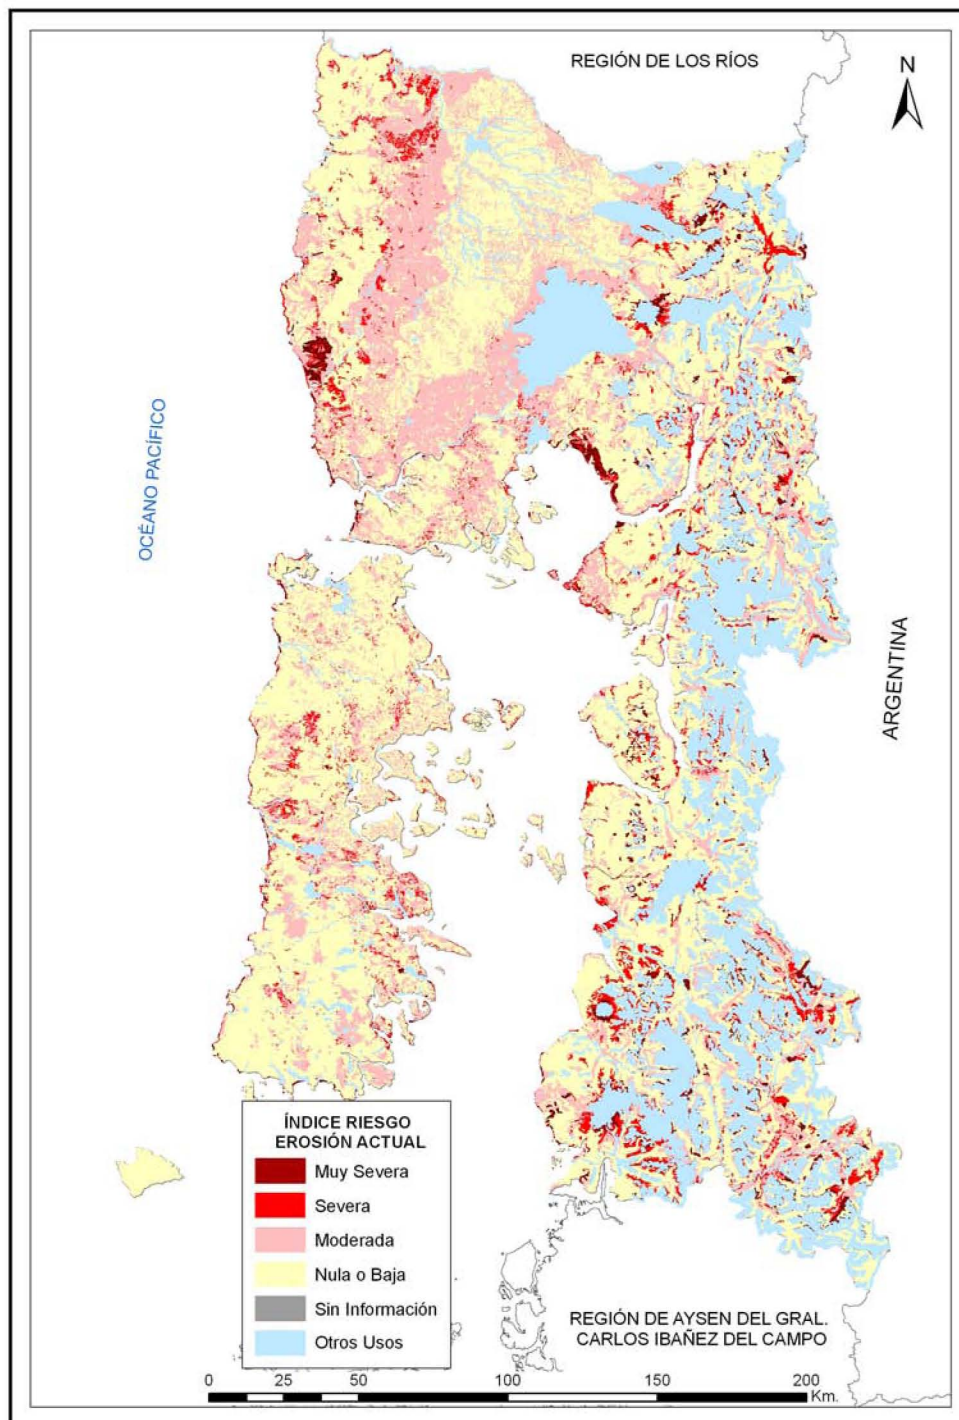 REGIÓN DE LOS RÍOS
N
OCÉANO PACÍFICO
ARGENTINA
ÍNDICE RIESGO
EROSIÓN ACTUAL
Muy Severa
Severa
Moderada
Nula o Baja
Sin Información
Otros Usos
REGIÓN DE AYSEN DEL GRAL.
CARLOS IBAÑEZ DEL CAMPO
0 25 50 100 150 200
Km.